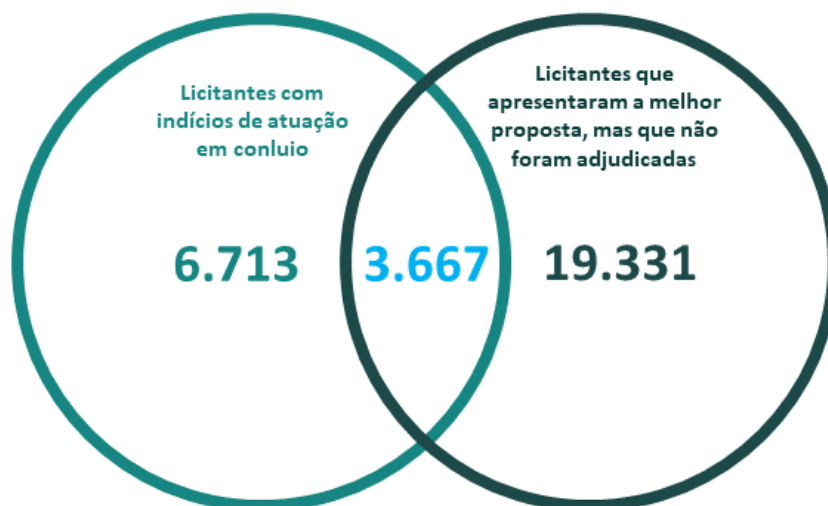 Licitantes com
indícios de atuação
em conluio
Licitantes que
apresentaram a melhor
proposta, mas que não
foram adjudicadas
6.713
3.667
19.331